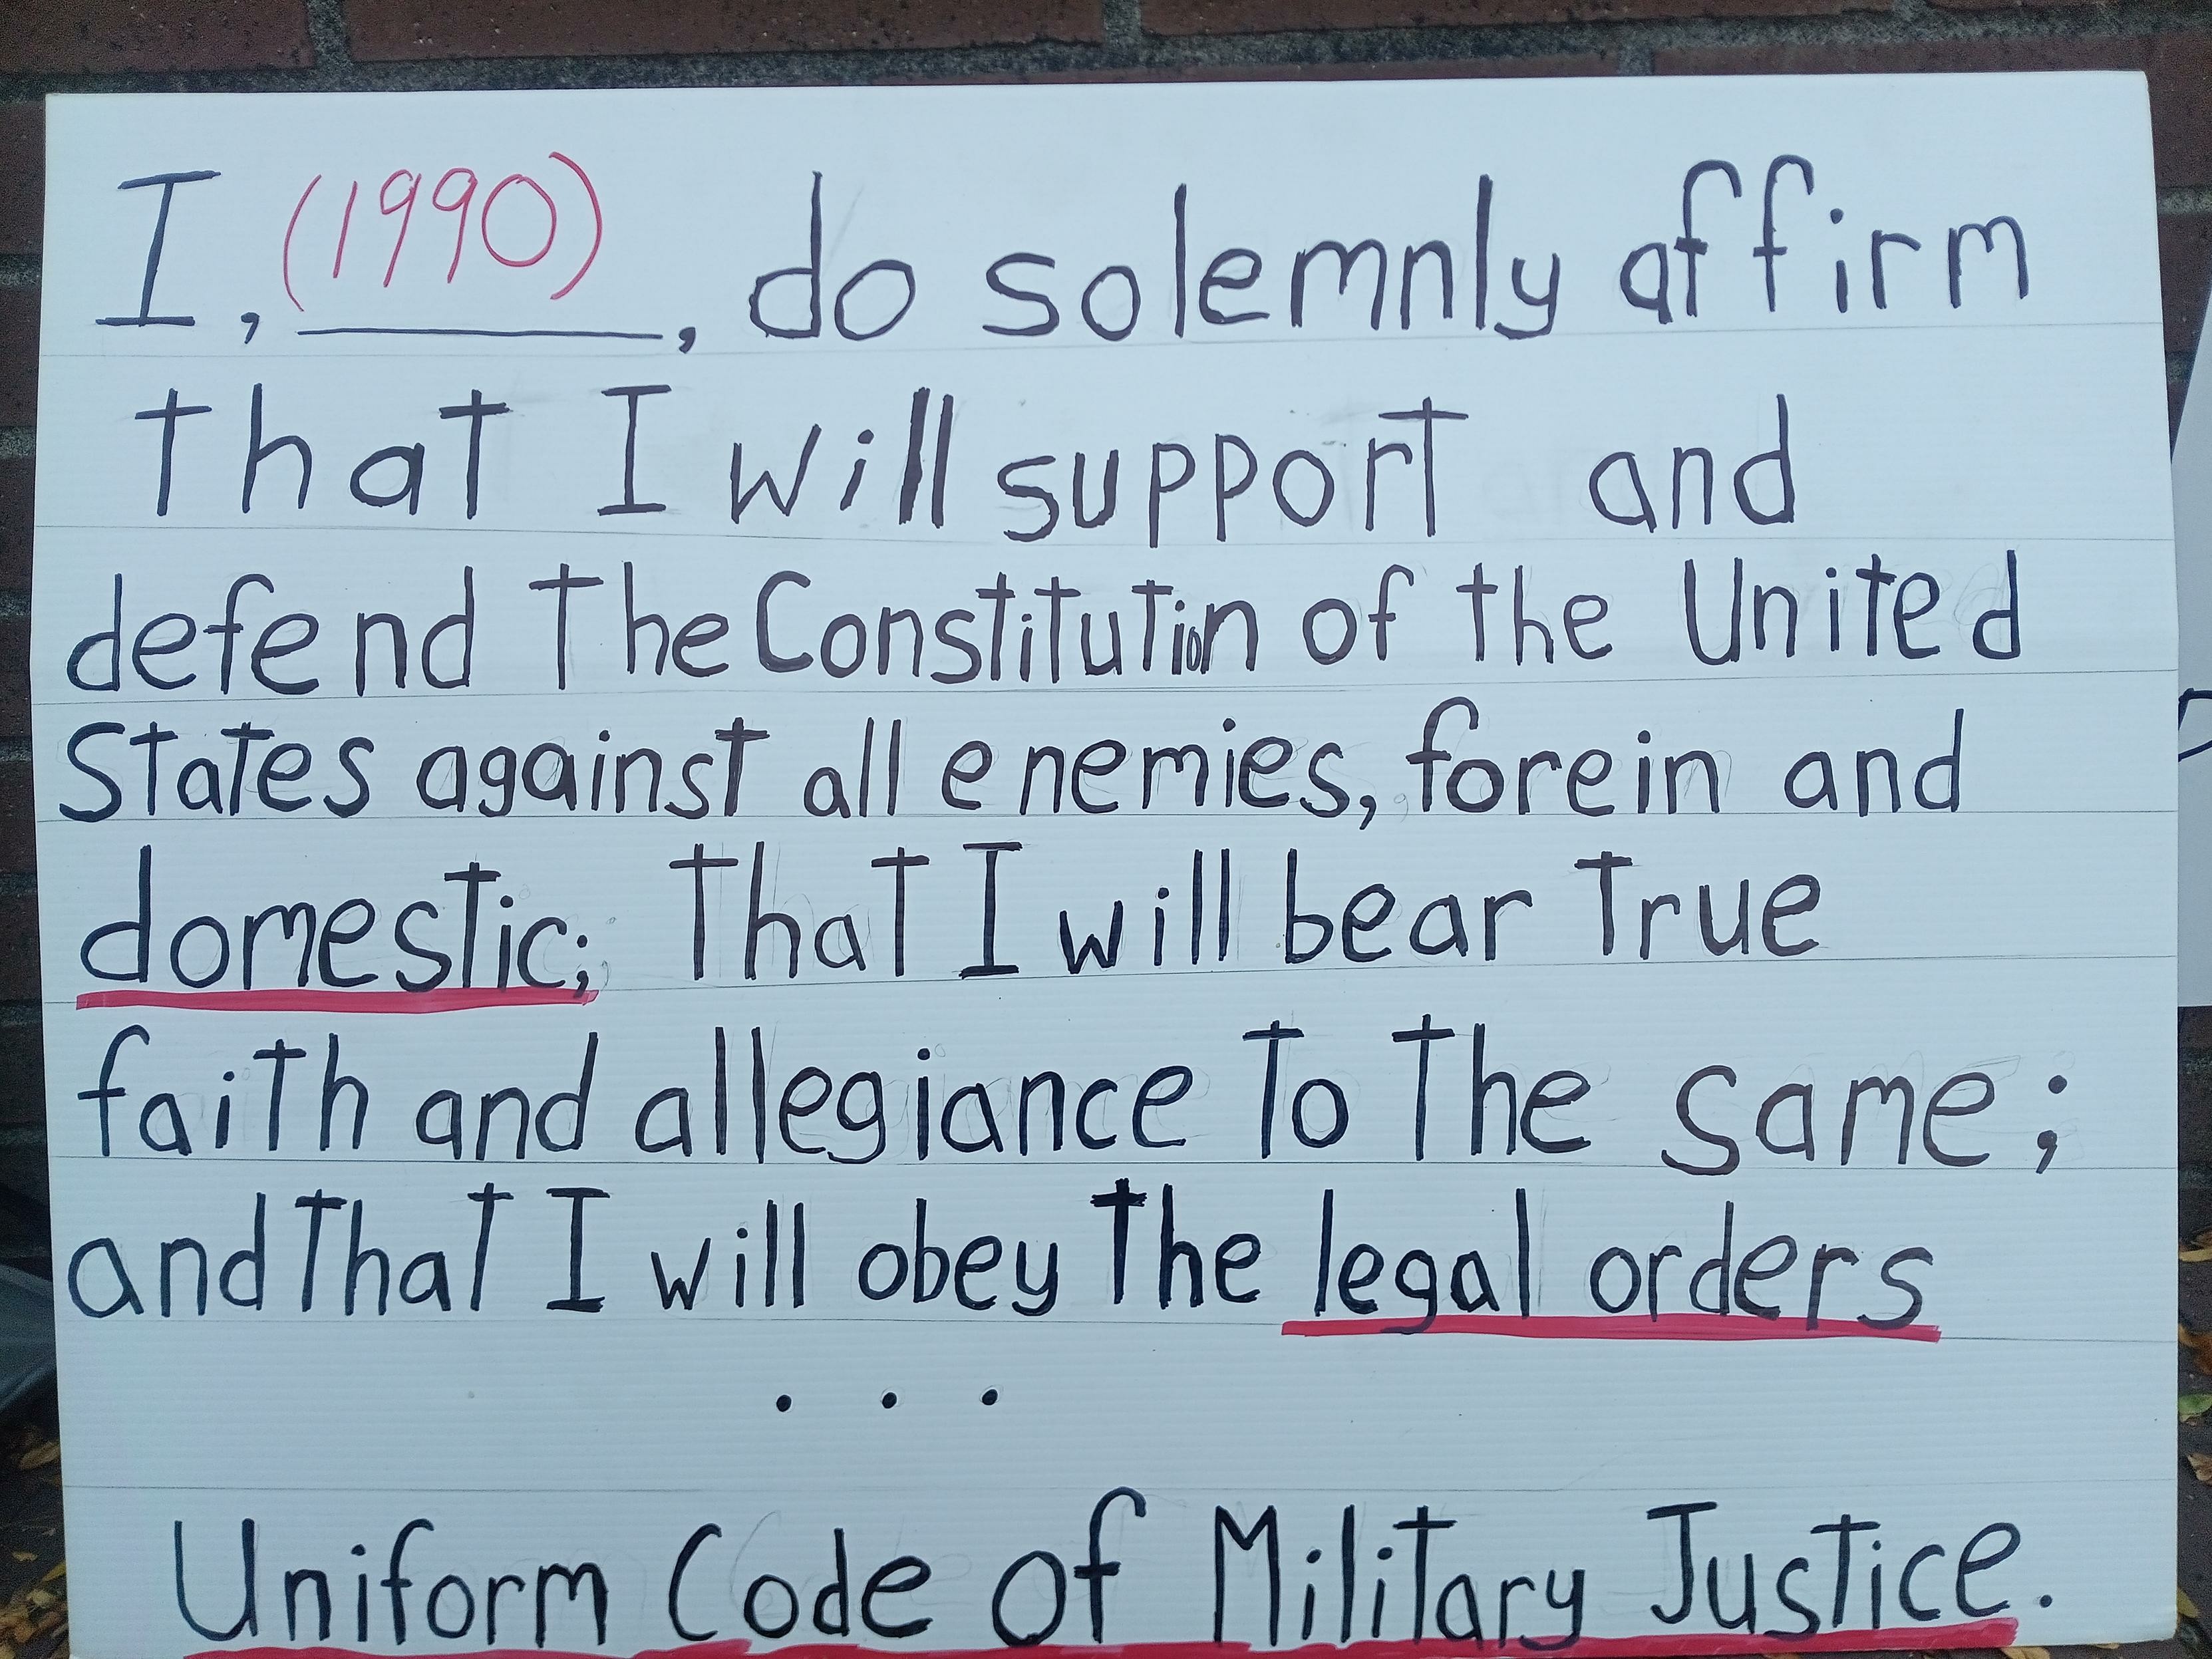 I, (1990), do solemnly affirm
that I will support and
defend the Constitution of the United
States against all enemies, forein and
domestic; that I will bear true
faith and allegiance to the same;
and that I will obey the legal orders
. . .
Uniform Code of Military Justice.